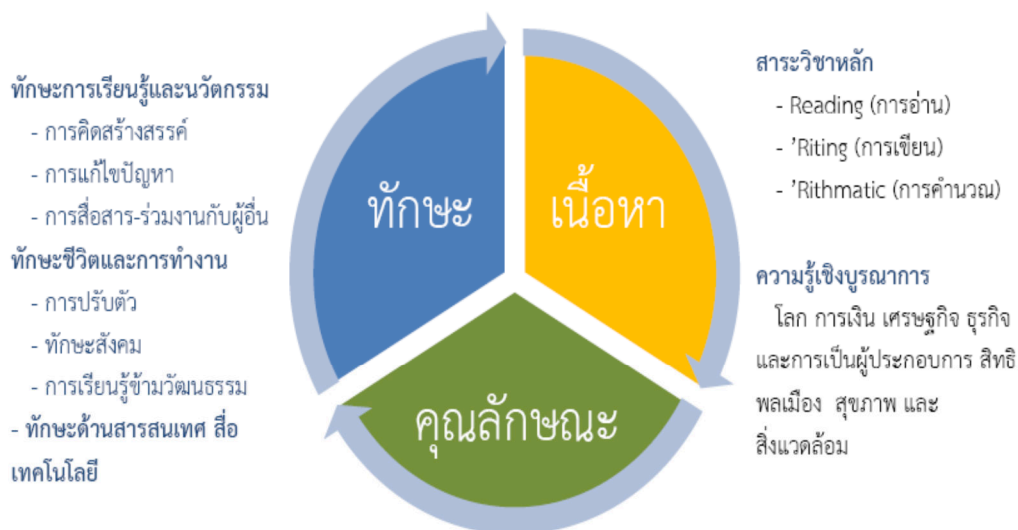 ทักษะการเรียนรู้และนวัตกรรม
- การคิดสร้างสรรค์
- การแก้ไขปัญหา
- การสื่อสาร-ร่วมงานกับผู้อื่น
ทักษะชีวิตและการทำงาน
- การปรับตัว
- ทักษะสังคม
- การเรียนรู้ข้ามวัฒนธรรม
- ทักษะด้านสารสนเทศ สื่อ
เทคโนโลยี
ทักษะ
เนื้อหา
คุณลักษณะ
สาระวิชาหลัก
- Reading (การอ่าน)
- ’Riting (การเขียน)
- ’Rithmatic (การคำนวณ)
ความรู้เชิงบูรณาการ
โลก การเงิน เศรษฐกิจ ธุรกิจ
และการเป็นผู้ประกอบการ สิทธิ
พลเมือง สุขภาพ และ
สิ่งแวดล้อม